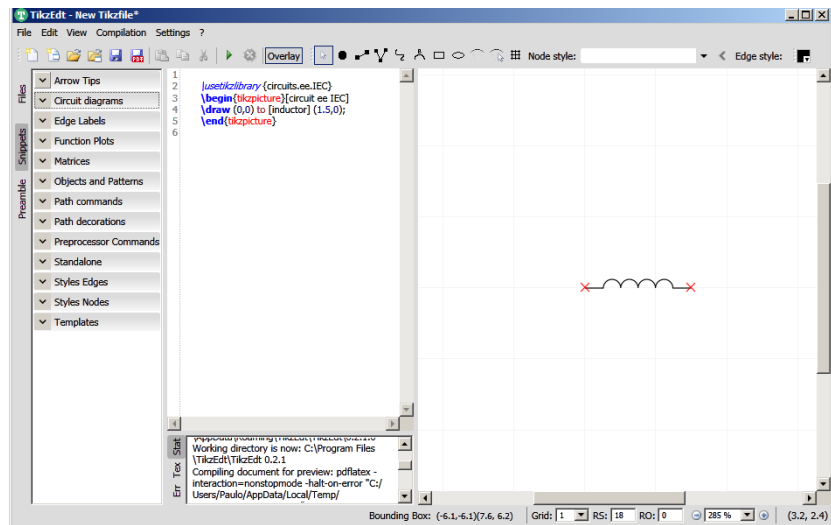 TikzEdt - New Tikzfile*
File Edit View Compilation Settings ?
Overlay Node style: Edge style:
Files
Snippets
Preamble
Arrow Tips
Circuit diagrams
Edge Labels
Function Plots
Matrices
Objects and Patterns
Path commands
Path decorations
Preprocessor Commands
Standalone
Styles Edges
Styles Nodes
Templates
1
2 \usetikzlibrary{circuits.ee.IEC}
3 \begin{tikzpicture}[circuit ee IEC]
4 \draw (0,0) to [inductor] (1.5,0);
5 \end{tikzpicture}
6
Stat
Tex
Err
Working directory is now: C:\Program Files
\TikzEdt\TikzEdt 0.2.1
Compiling document for preview: pdflatex -
interaction=nonstopmode -halt-on-error "C:/
Users/Paulo/AppData/Local/Temp/
Bounding Box: (-6.1,-6.1)(7.6, 6.2) Grid: 1 RS: 18 RO: 0 285 % (3.2, 2.4)